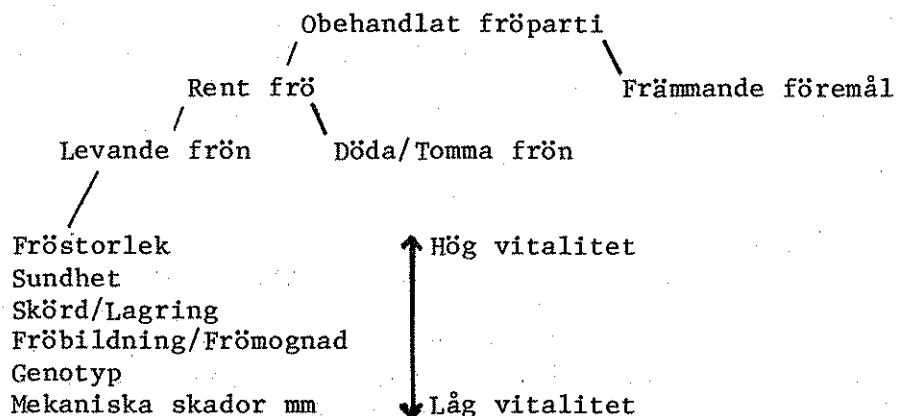 Obehandlat fröparti
Rent frö Främmande föremål
Levande frön Döda/Tomma frön
Fröstorlek Hög vitalitet
Sundhet
Skörd/Lagring
Fröbildning/Frömognad
Genotyp
Mekaniska skador mm Låg vitalitet